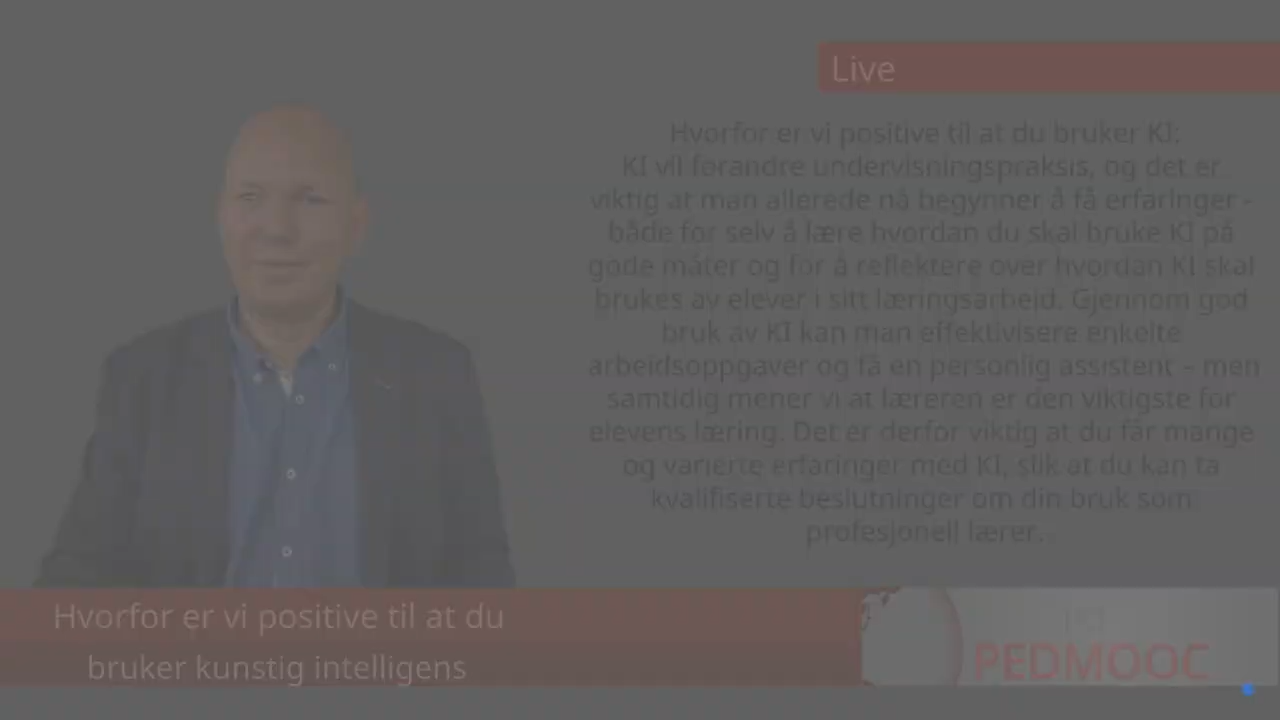 Live
Hvorfor er vi positive til at du bruker KI:
KI vil forandre undervisningspraksis, og det er
viktig at man allerede nå begynner å få erfaringer -
både for selv å lære hvordan du skal bruke KI på
gode måter og for å reflektere over hvordan KI skal
brukes av elever i sitt læringsarbeid. Gjennom god
bruk av KI kan man effektivisere enkelte
arbeidsoppgaver og få en personlig assistent – men
samtidig mener vi at læreren er den viktigste for
elevens læring. Det er derfor viktig at du får mange
og varierte erfaringer med KI, slik at du kan ta
kvalifiserte beslutninger om din bruk som
profesjonell lærer.
Hvorfor er vi positive til at du
bruker kunstig intelligens
PEDMOOC